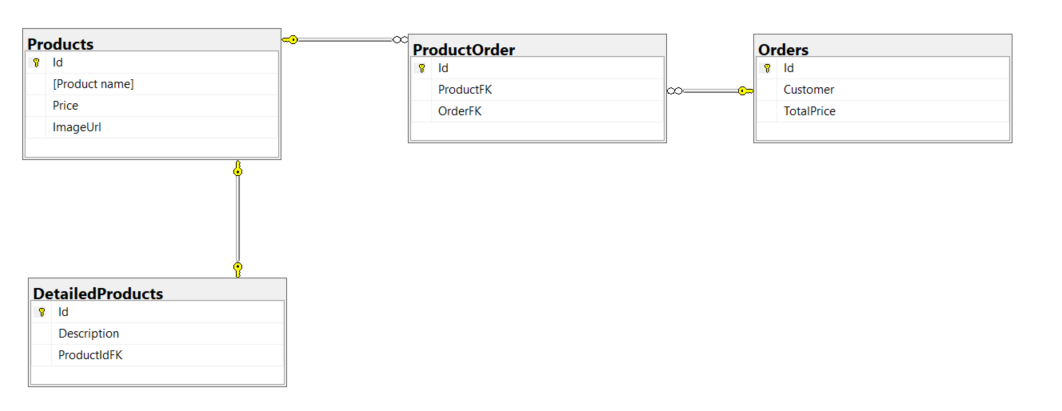 Products
Id
[Product name]
Price
ImageUrl
ProductOrder
Id
ProductFK
OrderFK
Orders
Id
Customer
TotalPrice
DetailedProducts
Id
Description
ProductIdFK